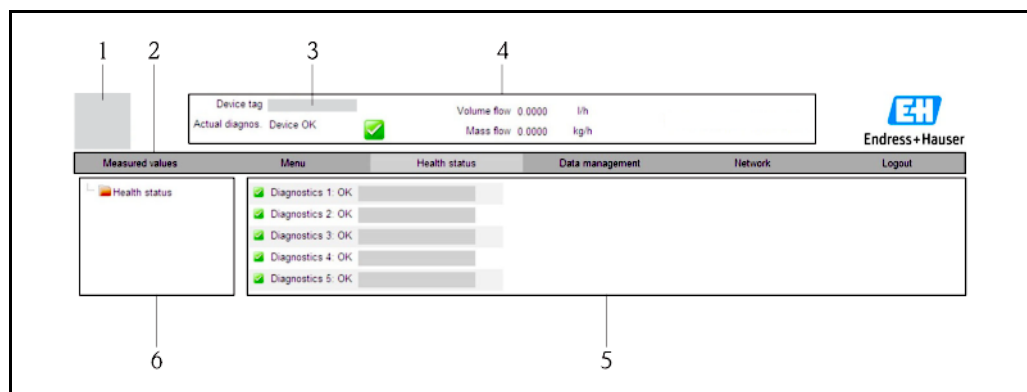 1 2 3 4
Device tag
Volume flow 0.0000 l/h
Actual diagnos. Device OK
Mass flow 0.0000 kg/h
EH
Endress+Hauser
Measured values Menu Health status Data management Network Logout
Health status
Diagnostics 1: OK
Diagnostics 2: OK
Diagnostics 3: OK
Diagnostics 4: OK
Diagnostics 5: OK
6 5